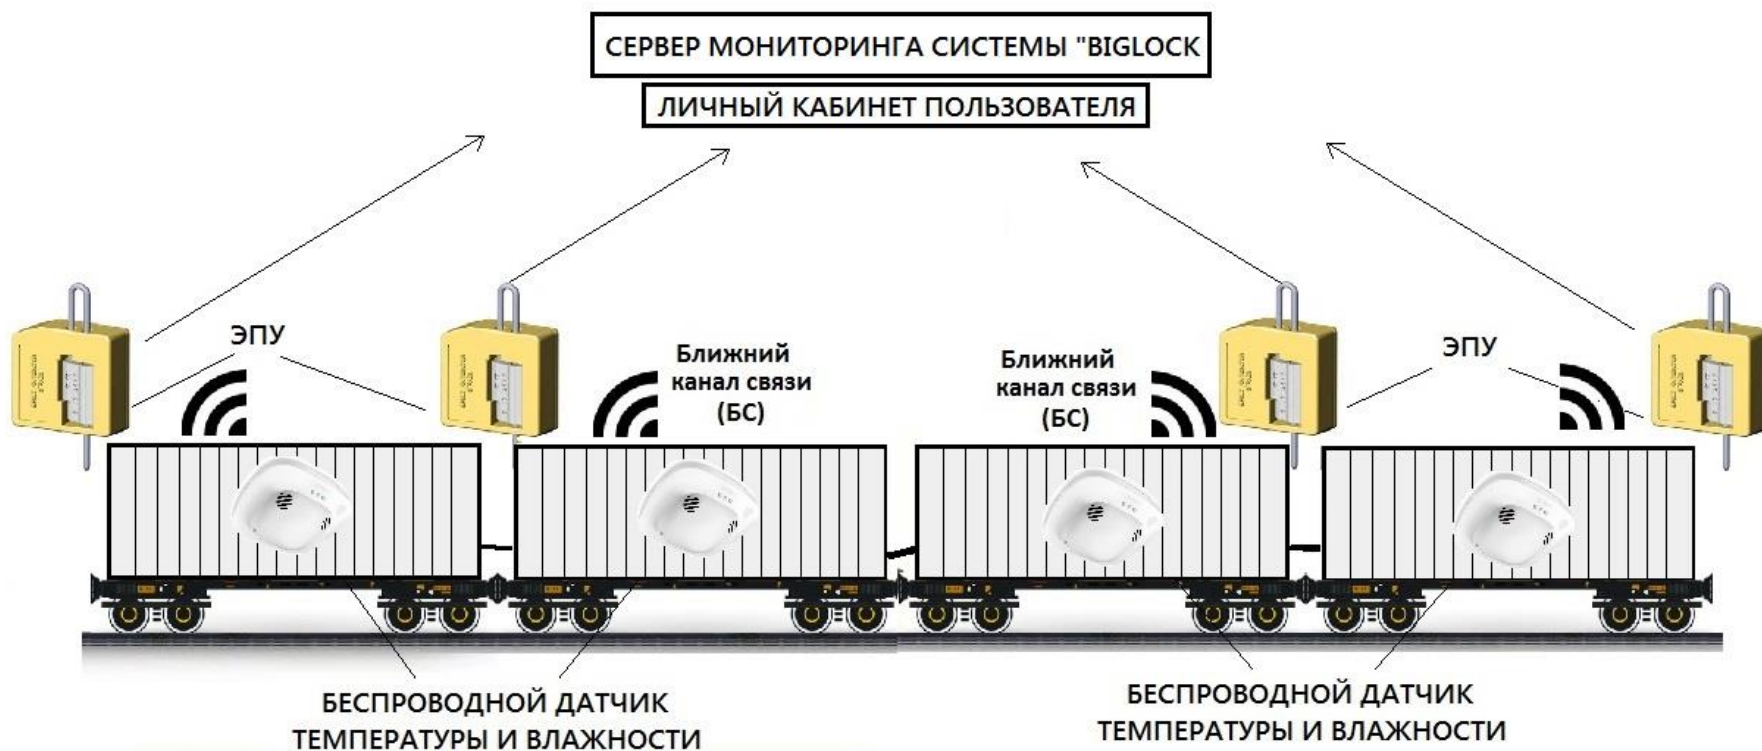 СЕРВЕР МОНИТОРИНГА СИСТЕМЫ "BIGLOCK
ЛИЧНЫЙ КАБИНЕТ ПОЛЬЗОВАТЕЛЯ
ЭПУ
Ближний
канал связи
(БС)
Ближний
канал связи
(БС)
ЭПУ
БЕСПРОВОДНОЙ ДАТЧИК
ТЕМПЕРАТУРЫ И ВЛАЖНОСТИ
БЕСПРОВОДНОЙ ДАТЧИК
ТЕМПЕРАТУРЫ И ВЛАЖНОСТИ